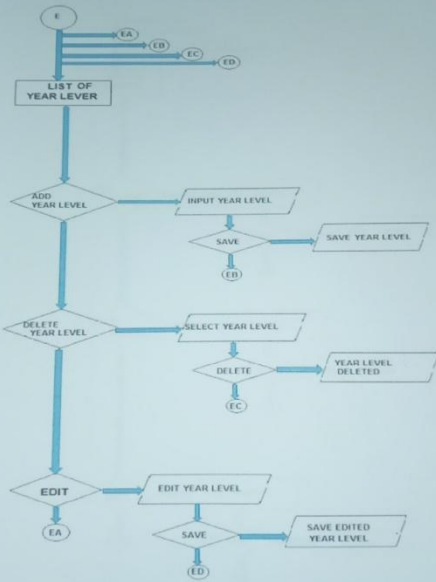 E
EA
EB
EC
ED
LIST OF
YEAR LEVER
ADD
YEAR LEVEL
INPUT YEAR LEVEL
SAVE
SAVE YEAR LEVEL
EB
DELETE
YEAR LEVEL
SELECT YEAR LEVEL
DELETE
YEAR LEVEL
DELETED
EC
EDIT
EDIT YEAR LEVEL
EA
SAVE
SAVE EDITED
YEAR LEVEL
ED